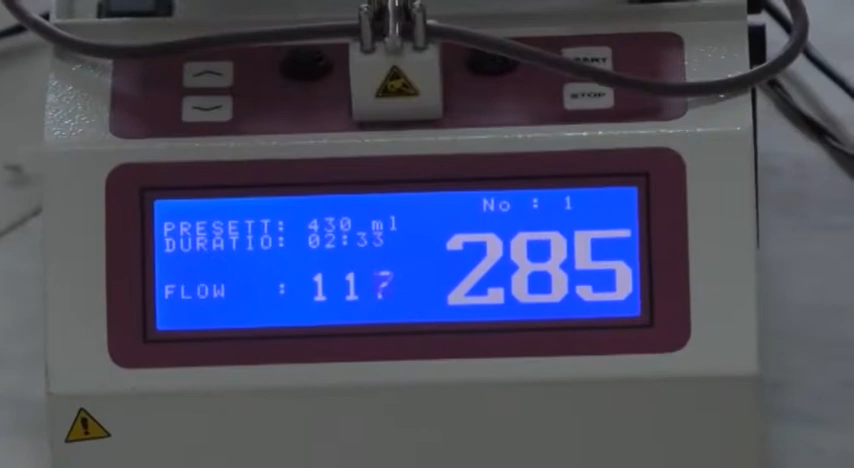 START
STOP
No : 1
PRESETT: 430 ml
DURATIO: 02:33
285
FLOW : 117